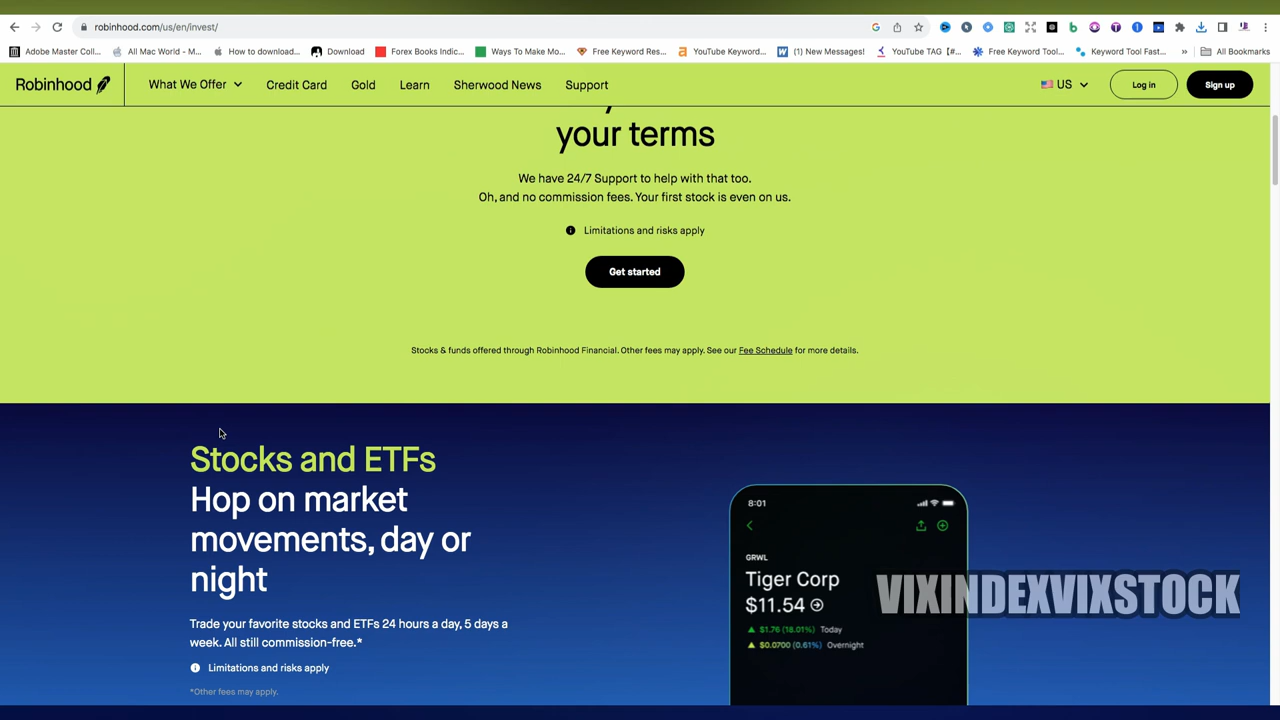 robinhood.com/us/en/invest/
Adobe Master Coll... All Mac World - M... How to download... Download Forex Books Indic... Ways To Make Mo... Free Keyword Res... YouTube Keyword... (1) New Messages! YouTube TAG【#... Free Keyword Tool... Keyword Tool Fast... » All Bookmarks
Robinhood What We Offer Credit Card Gold Learn Sherwood News Support US Log in Sign up
your terms
We have 24/7 Support to help with that too.
Oh, and no commission fees. Your first stock is even on us.
Limitations and risks apply
Get started
Stocks & funds offered through Robinhood Financial. Other fees may apply. See our Fee Schedule for more details.
Stocks and ETFs
Hop on market
movements, day or
night
Trade your favorite stocks and ETFs 24 hours a day, 5 days a
week. All still commission-free.*
Limitations and risks apply
*Other fees may apply.
8:01
GRWL
Tiger Corp
$11.54
$1.76 (18.01%) Today
$0.0700 (0.61%) Overnight
VIXINDEXVIXSTOCK